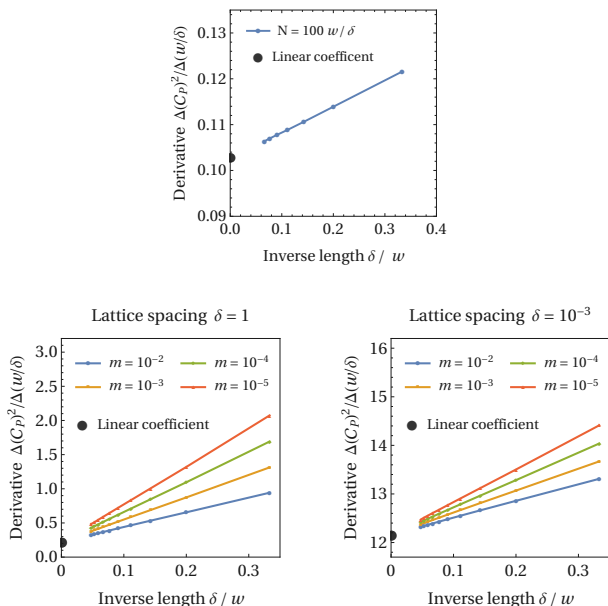 N = 100 w/δ
Linear coefficent
Derivative Δ(C_P)²/Δ(w/δ)
0.13
0.12
0.11
0.10
0.09
0.0 0.1 0.2 0.3 0.4
Inverse length δ / w
Lattice spacing δ = 1
m = 10⁻² m = 10⁻⁴
m = 10⁻³ m = 10⁻⁵
Linear coefficient
Derivative Δ(C_P)²/Δ(w/δ)
3.0
2.5
2.0
1.5
1.0
0.5
0.0
0 0.1 0.2 0.3
Inverse length δ / w
Lattice spacing δ = 10⁻³
m = 10⁻² m = 10⁻⁴
m = 10⁻³ m = 10⁻⁵
Linear coefficient
Derivative Δ(C_P)²/Δ(w/δ)
16
15
14
13
12
0 0.1 0.2 0.3
Inverse length δ / w